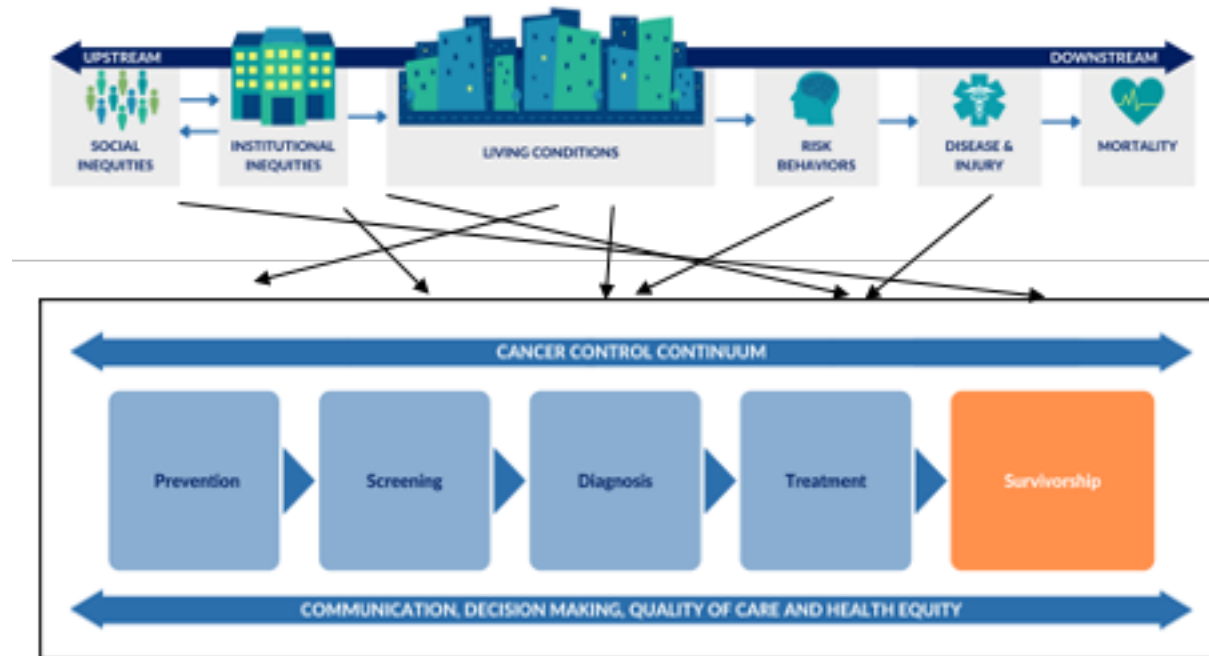 UPSTREAM
DOWNSTREAM
SOCIAL
INEQUITIES
INSTITUTIONAL
INEQUITIES
LIVING CONDITIONS
RISK
BEHAVIORS
DISEASE &
INJURY
MORTALITY
CANCER CONTROL CONTINUUM
Prevention
Screening
Diagnosis
Treatment
Survivorship
COMMUNICATION, DECISION MAKING, QUALITY OF CARE AND HEALTH EQUITY